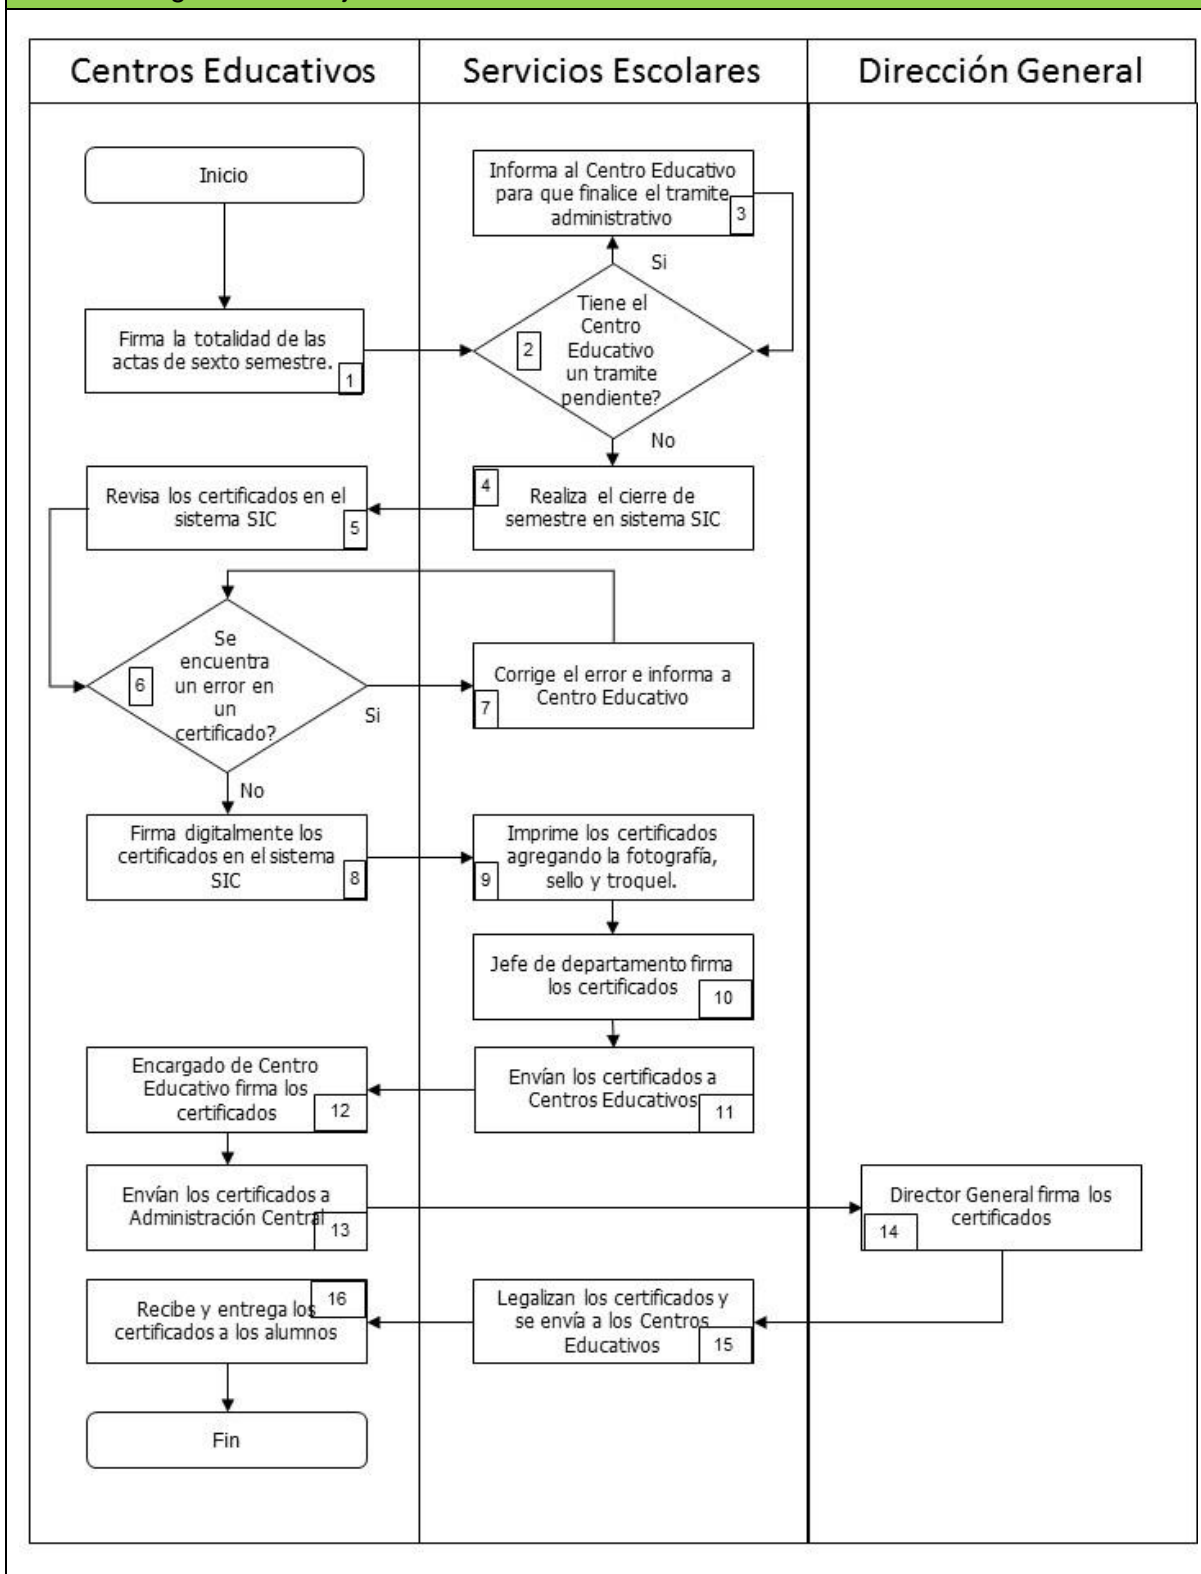 Centros Educativos
Servicios Escolares
Dirección General
Inicio
Informa al Centro Educativo
para que finalice el tramite
administrativo
3
Si
Tiene el
Centro
Educativo
un tramite
pendiente?
2
Firma la totalidad de las
actas de sexto semestre.
1
No
4
Realiza el cierre de
semestre en sistema SIC
Revisa los certificados en el
sistema SIC
5
Se
encuentra
un error en
un
certificado?
6
Si
Corrige el error e informa a
Centro Educativo
7
No
Firma digitalmente los
certificados en el sistema
SIC
8
Imprime los certificados
agregando la fotografía,
sello y troquel.
9
Jefe de departamento firma
los certificados
10
Envían los certificados a
Centros Educativos
11
Encargado de Centro
Educativo firma los
certificados
12
Envían los certificados a
Administración Central
13
Director General firma los
certificados
14
Legalizan los certificados y
se envía a los Centros
Educativos
15
16
Recibe y entrega los
certificados a los alumnos
Fin